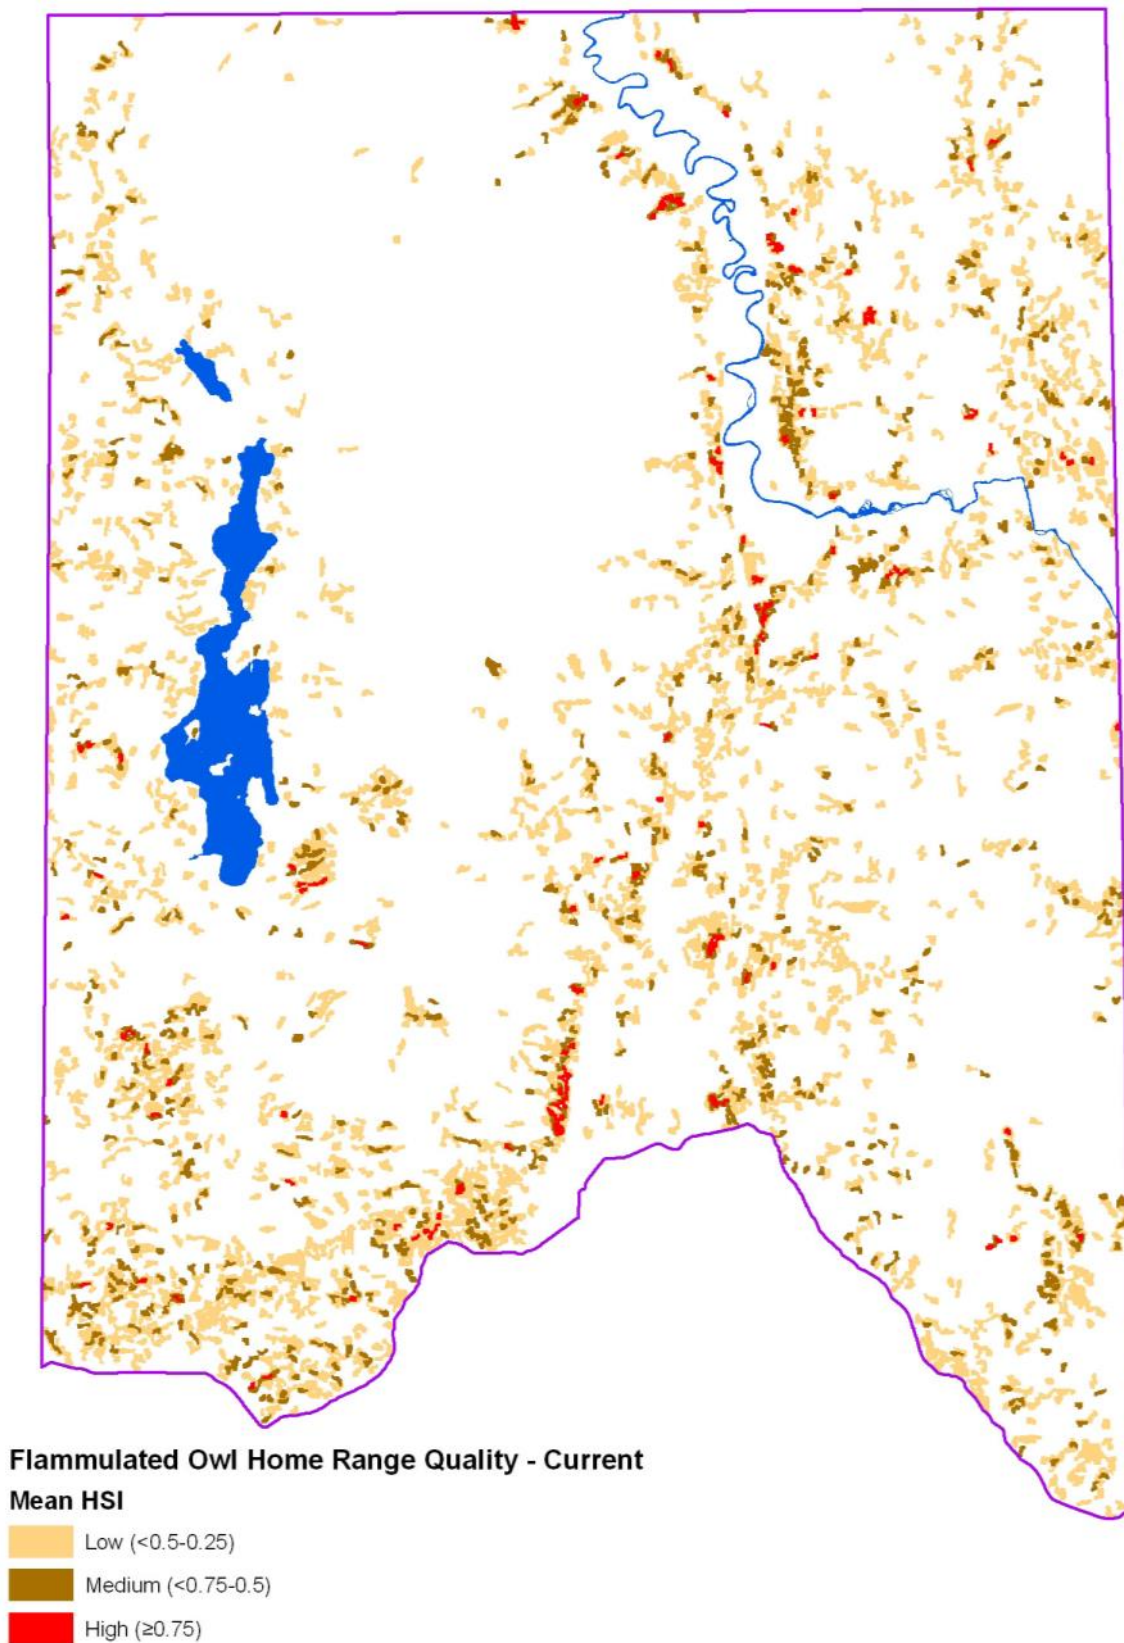 Flammulated Owl Home Range Quality - Current
Mean HSI
Low (<0.5-0.25)
Medium (<0.75-0.5)
High (≥0.75)